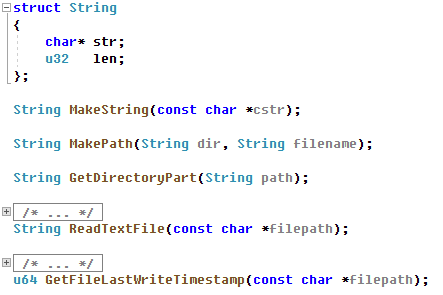 struct String
{
char* str;
u32 len;
};
String MakeString(const char *cstr);
String MakePath(String dir, String filename);
String GetDirectoryPart(String path);
/* ... */
String ReadTextFile(const char *filepath);
/* ... */
u64 GetFileLastWriteTimestamp(const char *filepath);